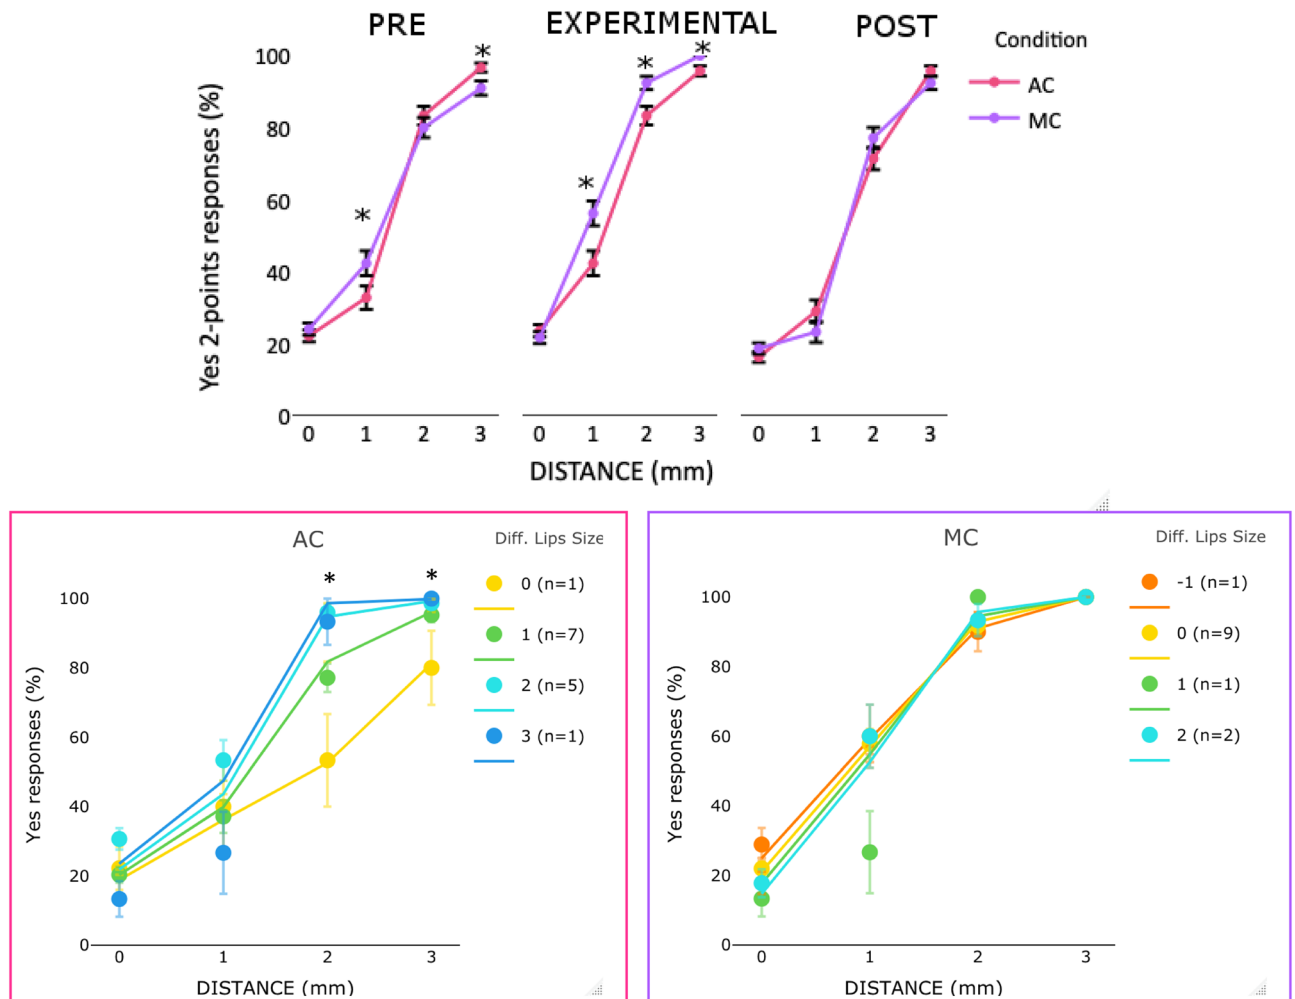 PRE EXPERIMENTAL POST
Condition
AC
MC
Yes 2-points responses (%)
100
80
60
40
20
0
* * * * *
0 1 2 3 0 1 2 3 0 1 2 3
DISTANCE (mm)
AC
Diff. Lips Size
0 (n=1)
1 (n=7)
2 (n=5)
3 (n=1)
* *
Yes responses (%)
100
80
60
40
20
0
0 1 2 3
DISTANCE (mm)
MC
Diff. Lips Size
-1 (n=1)
0 (n=9)
1 (n=1)
2 (n=2)
Yes responses (%)
100
80
60
40
20
0
0 1 2 3
DISTANCE (mm)